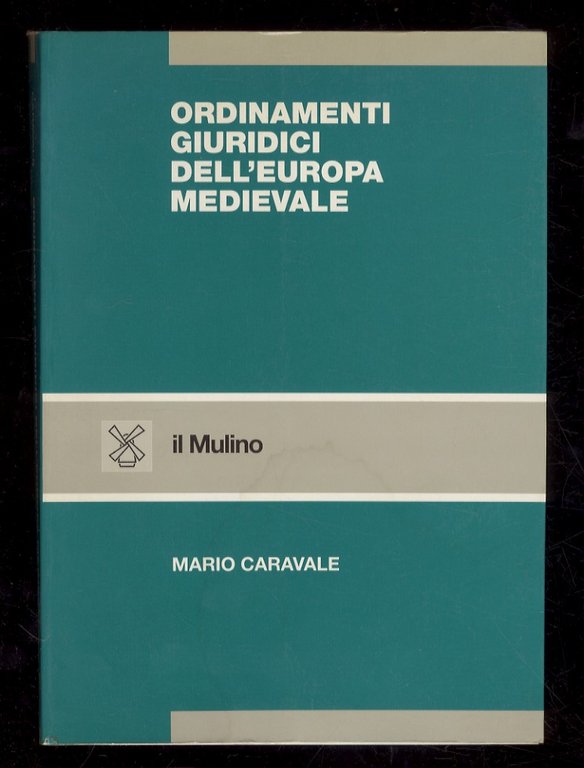 ORDINAMENTI
GIURIDICI
DELL'EUROPA
MEDIEVALE
il Mulino
MARIO CARAVALE